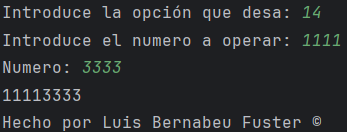 Introduce la opción que desa: 14
Introduce el numero a operar: 1111
Numero: 3333
11113333
Hecho por Luis Bernabeu Fuster ©